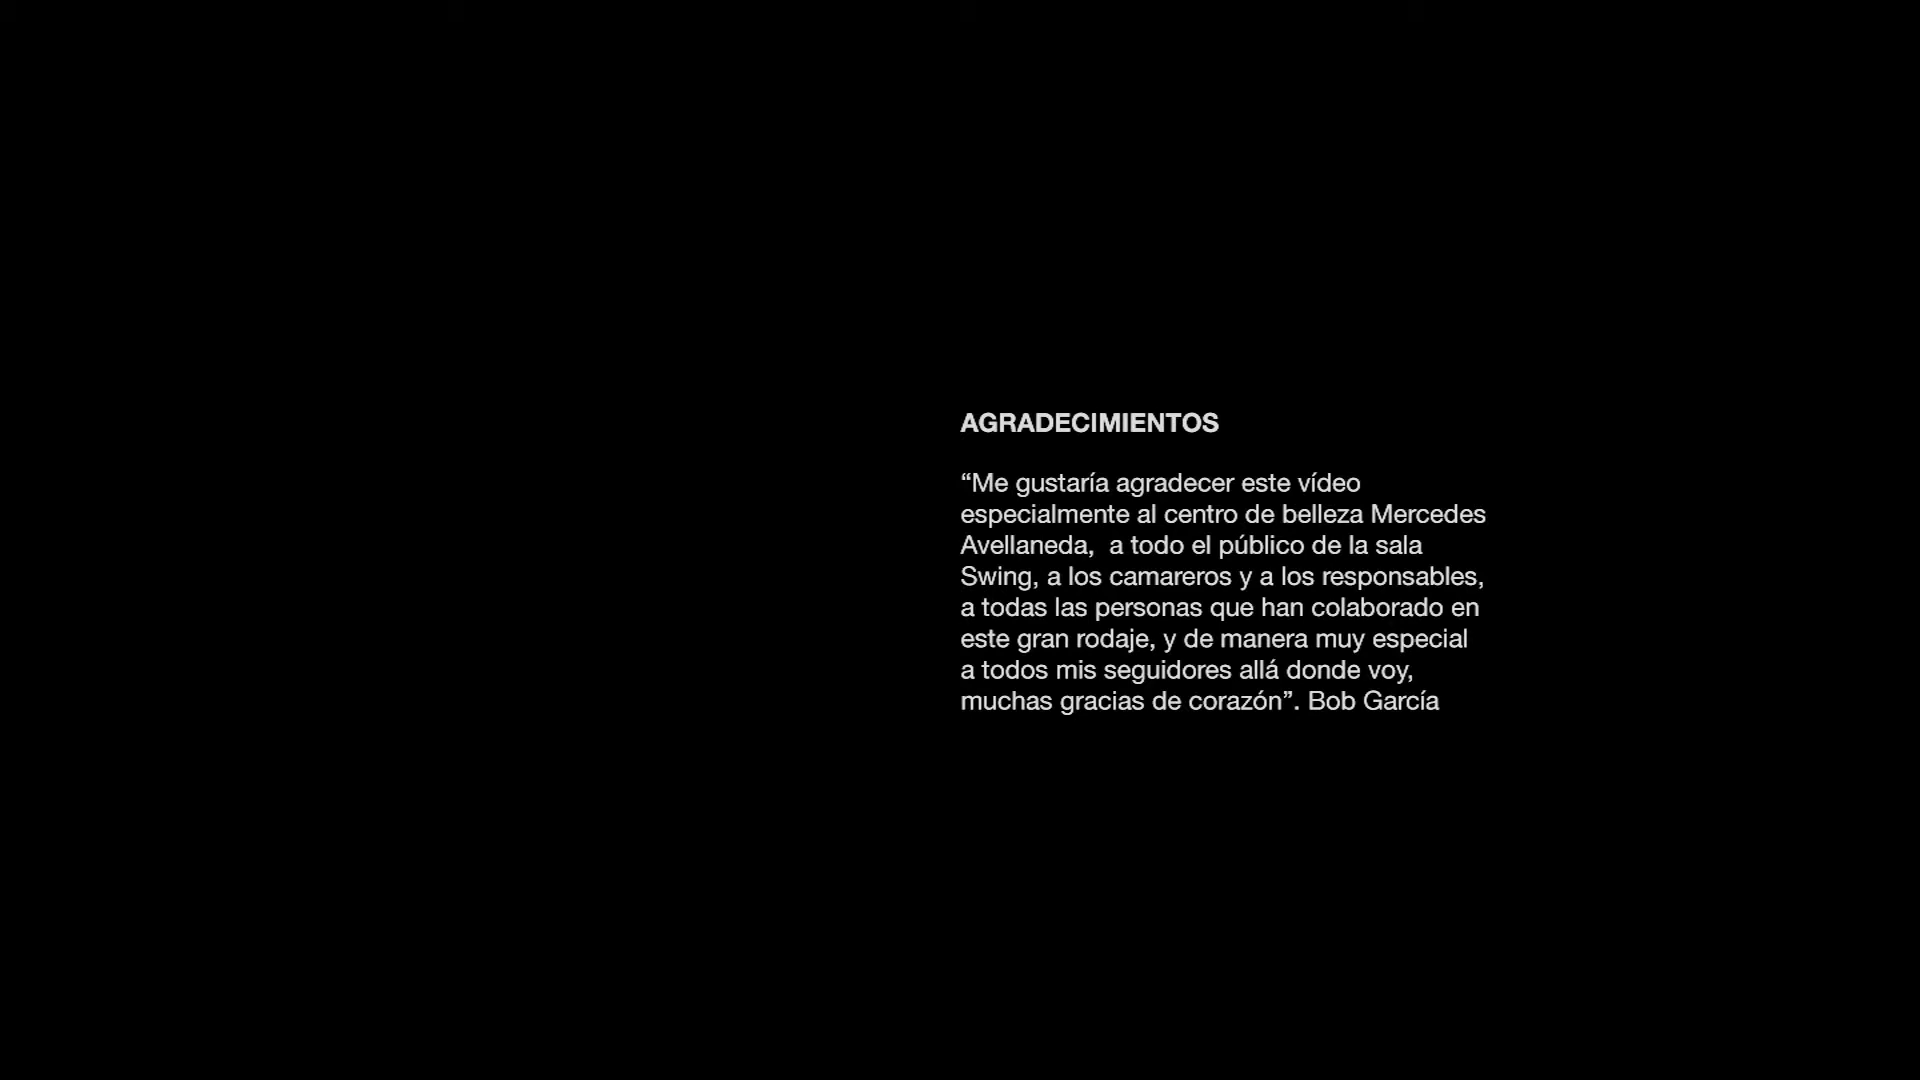 AGRADECIMIENTOS
“Me gustaría agradecer este vídeo
especialmente al centro de belleza Mercedes
Avellaneda,  a todo el público de la sala
Swing, a los camareros y a los responsables,
a todas las personas que han colaborado en
este gran rodaje, y de manera muy especial
a todos mis seguidores allá donde voy,
muchas gracias de corazón”. Bob García